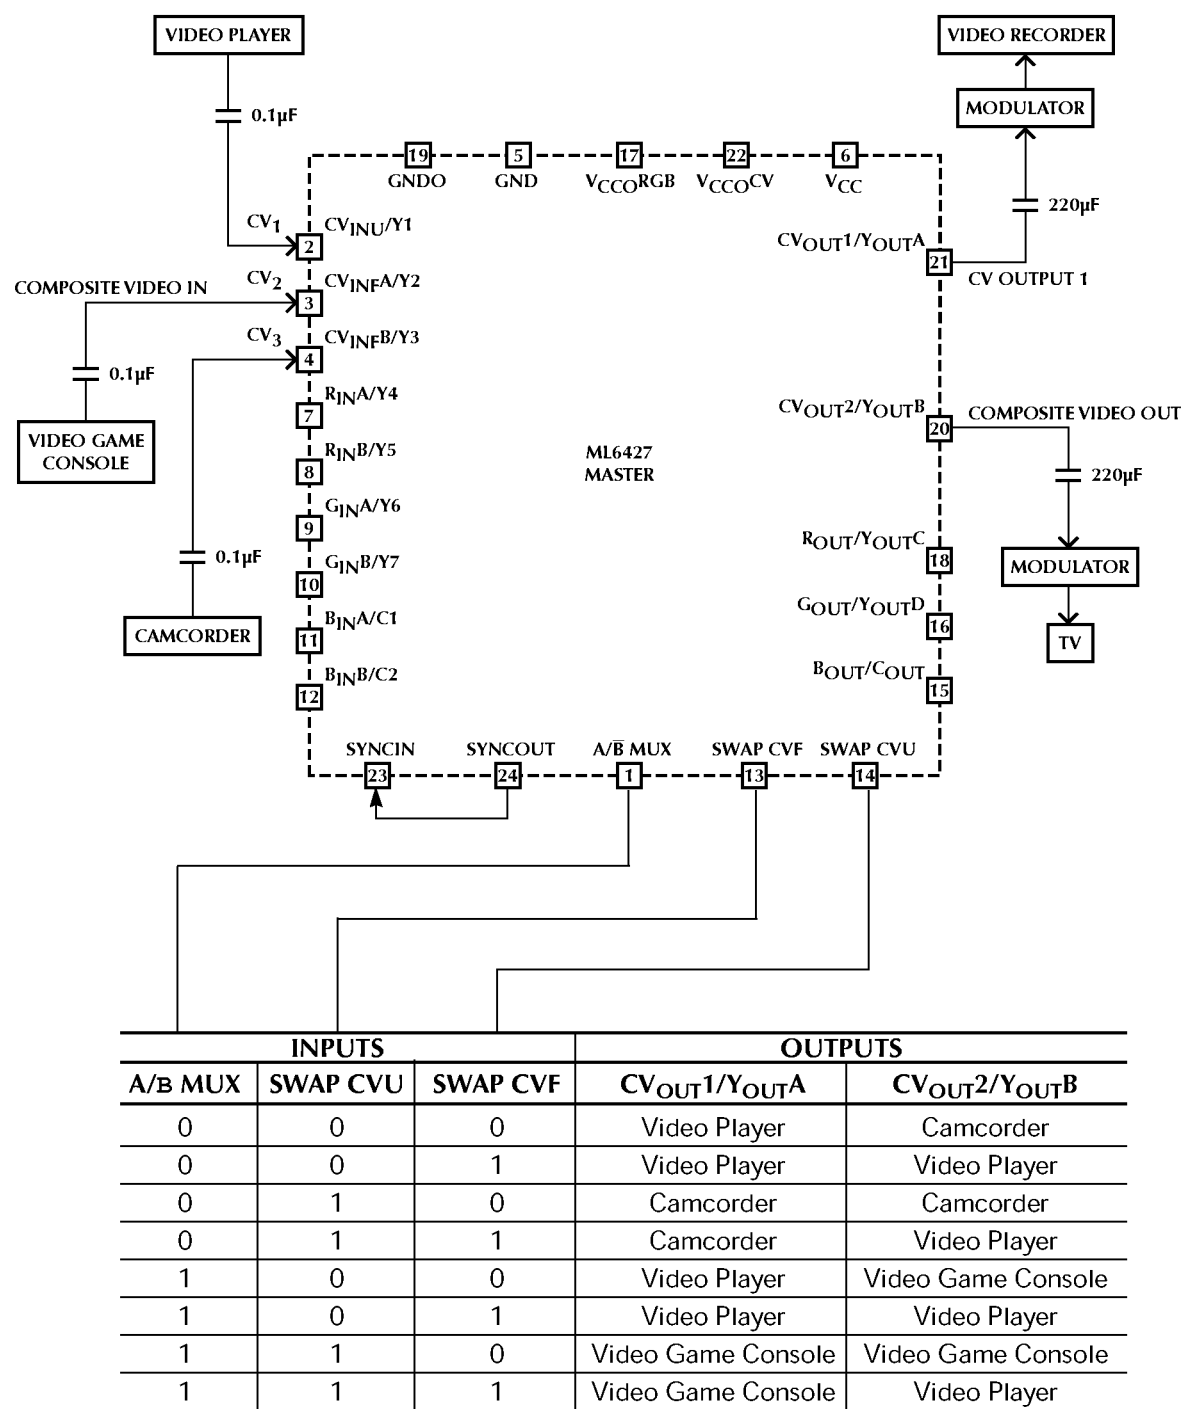 VIDEO PLAYER
VIDEO RECORDER
MODULATOR
0.1µF
220µF
19 5 17 22 6
GNDO GND VCCORGB VCCOCV VCC
CV1 2 CVINU/Y1
CVOUT1/YOUTA 21
CV OUTPUT 1
COMPOSITE VIDEO IN CV2 3 CVINFA/Y2
CV3 4 CVINFB/Y3
0.1µF
7 RINA/Y4
CVOUT2/YOUTB 20 COMPOSITE VIDEO OUT
VIDEO GAME
CONSOLE
8 RINB/Y5
ML6427
MASTER
220µF
9 GINA/Y6
0.1µF
10 GINB/Y7
ROUT/YOUTC 18
MODULATOR
11 BINA/C1
GOUT/YOUTD 16
CAMCORDER
TV
12 BINB/C2
BOUT/COUT 15
SYNCIN SYNCOUT A/B̅ MUX SWAP CVF SWAP CVU
23 24 1 13 14
INPUTS OUTPUTS
A/B MUX SWAP CVU SWAP CVF CVOUT1/YOUTA CVOUT2/YOUTB
0 0 0 Video Player Camcorder
0 0 1 Video Player Video Player
0 1 0 Camcorder Camcorder
0 1 1 Camcorder Video Player
1 0 0 Video Player Video Game Console
1 0 1 Video Player Video Player
1 1 0 Video Game Console Video Game Console
1 1 1 Video Game Console Video Player